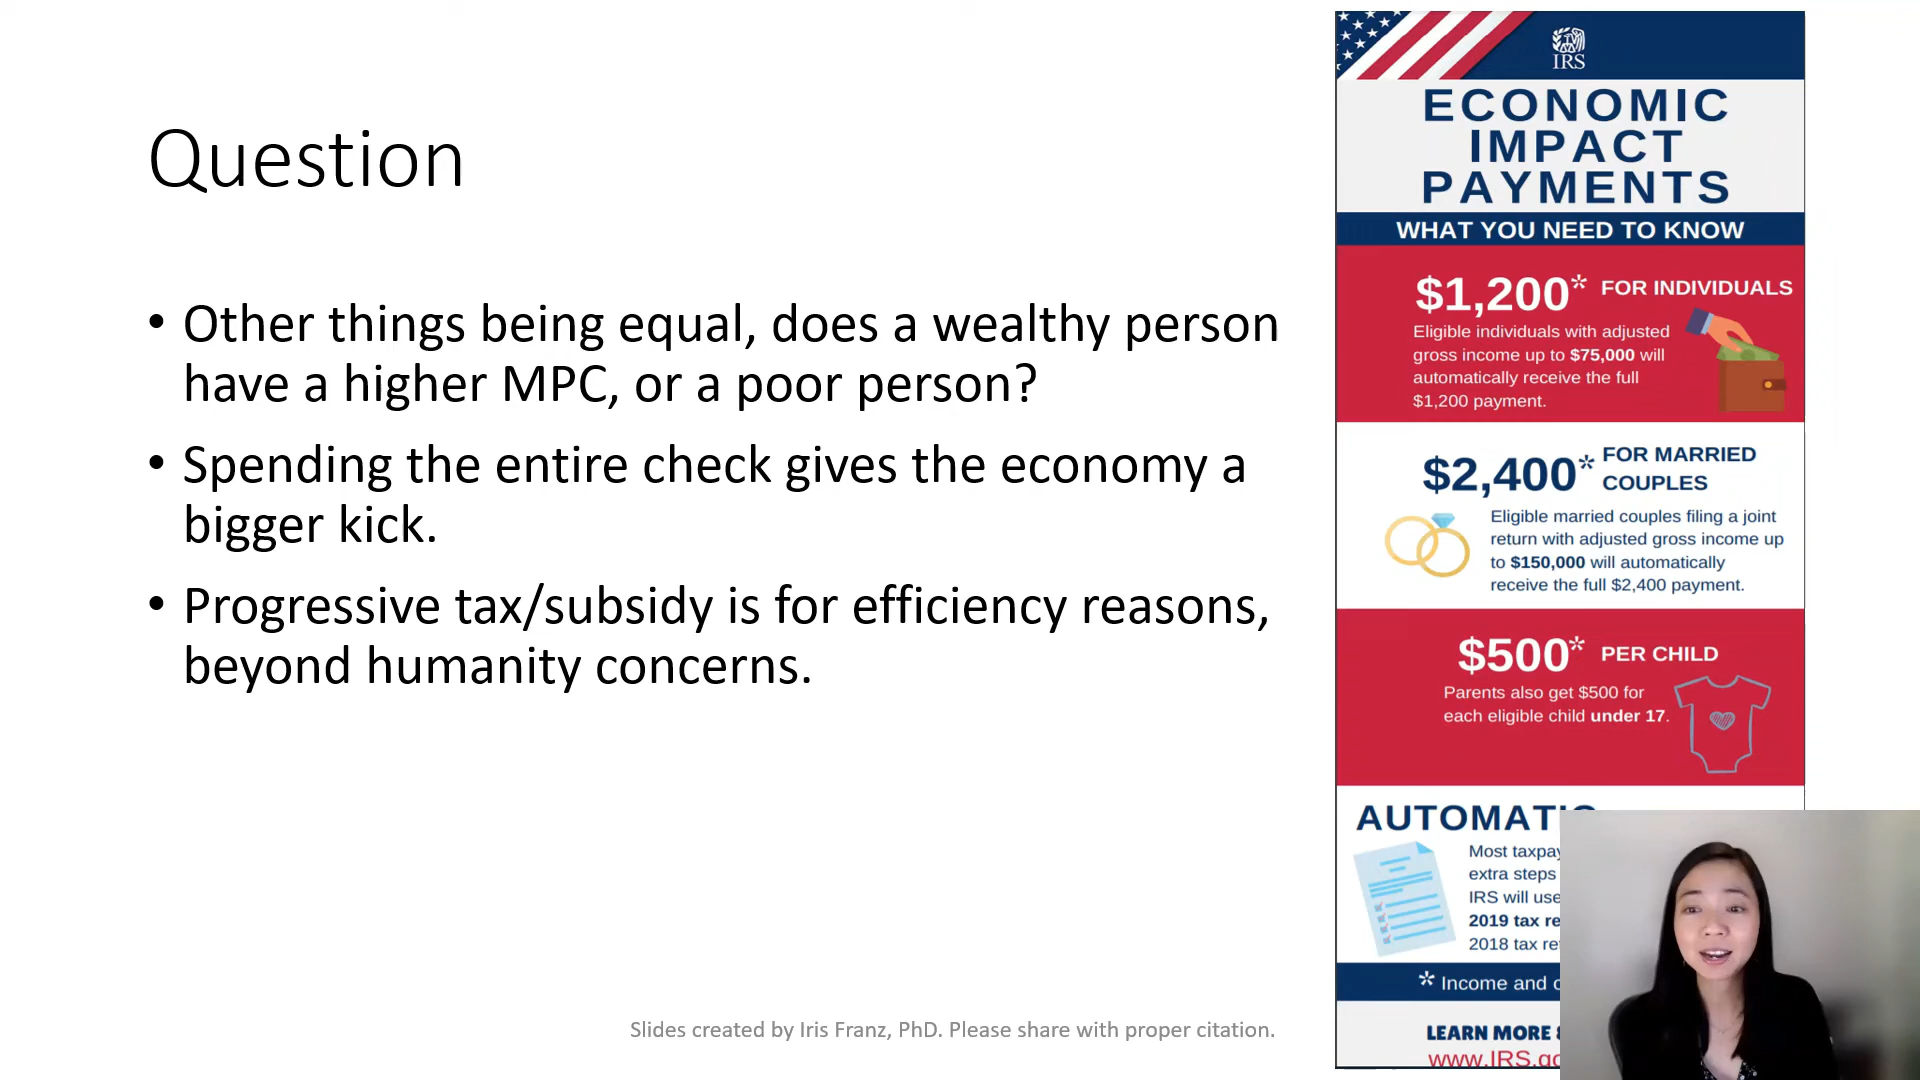 Question
• Other things being equal, does a wealthy person
have a higher MPC, or a poor person?
• Spending the entire check gives the economy a
bigger kick.
• Progressive tax/subsidy is for efficiency reasons,
beyond humanity concerns.
Slides created by Iris Franz, PhD. Please share with proper citation.
IRS
ECONOMIC
IMPACT
PAYMENTS
WHAT YOU NEED TO KNOW
$1,200* FOR INDIVIDUALS
Eligible individuals with adjusted
gross income up to $75,000 will
automatically receive the full
$1,200 payment.
$2,400* FOR MARRIED
COUPLES
Eligible married couples filing a joint
return with adjusted gross income up
to $150,000 will automatically
receive the full $2,400 payment.
$500* PER CHILD
Parents also get $500 for
each eligible child under 17.
AUTOMATIC
Most
extra steps
IRS will use
2019 tax
2018 tax
* Income and
LEARN MORE
www.IRS.